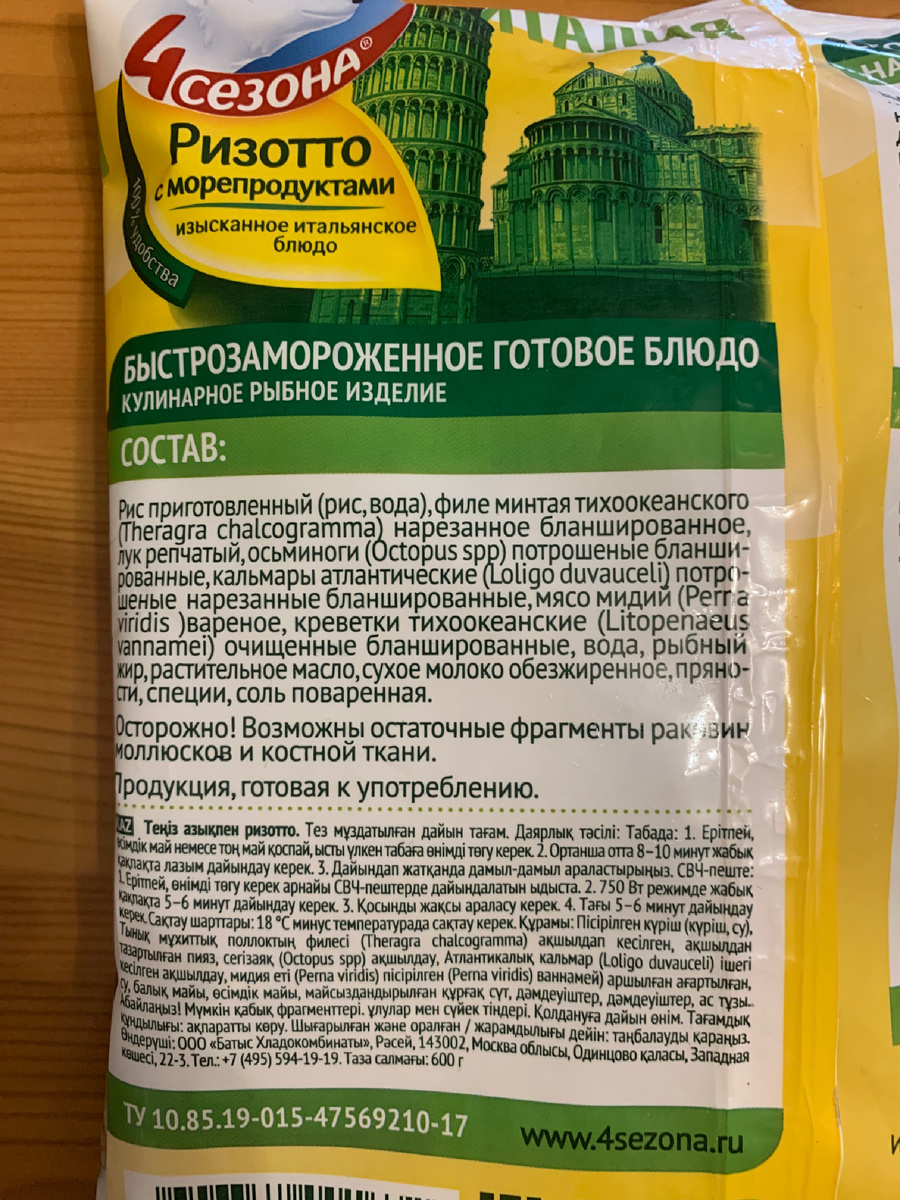 ИТАЛИЯ
4 сезона®
Ризотто
с морепродуктами
изысканное итальянское
блюдо
100% удобства
БЫСТРОЗАМОРОЖЕННОЕ ГОТОВОЕ БЛЮДО
КУЛИНАРНОЕ РЫБНОЕ ИЗДЕЛИЕ
СОСТАВ:
Рис приготовленный (рис, вода), филе минтая тихоокеанского
(Theragra chalcogramma) нарезанное бланшированное,
лук репчатый, осьминоги (Octopus spp) потрошеные бланши-
рованные, кальмары атлантические (Loligo duvauceli) потро-
шеные нарезанные бланшированные, мясо мидий (Perna
viridis )вареное, креветки тихоокеанские (Litopenaeus
vannamei) очищенные бланшированные, вода, рыбный
жир, растительное масло, сухое молоко обезжиренное, пряно-
сти, специи, соль поваренная.
Осторожно! Возможны остаточные фрагменты раковин
моллюсков и костной ткани.
Продукция, готовая к употреблению.
KAZ Теңіз азықпен ризотто. Тез мұздатылған дайын тағам. Даярлық тәсілі: Табада: 1. Ерітпей,
өсімдік май немесе тоң май қоспай, ысты үлкен табаға өнімді төгу керек. 2. Ортанша отта 8–10 минут жабық
қақпақта лазым дайындау керек. 3. Дайындап жатқанда дамыл-дамыл араластырыңыз. СВЧ-пеште:
1. Ерітпей, өнімді төгу керек арнайы СВЧ-пештерде дайындалатын ыдыста. 2. 750 Вт режимде жабық
қақпақта 5–6 минут дайындау керек. 3. Қосынды жақсы араласу керек. 4. Тағы 5–6 минут дайындау
керек. Сақтау шарттары: 18 °C минус температурада сақтау керек. Құрамы: Пісірілген күріш (күріш, су),
Тынық мұхиттық поллоктың филесі (Theragra chalcogramma) ақшылдап кесілген, ақшылдан
тазартылған пияз, сегізаяқ (Octopus spp) ақшылдау, Атлантикалық кальмар (Loligo duvauceli) ішегі
кесілген ақшылдау, мидия еті (Perna viridis) пісірілген (Perna viridis) ваннамей) аршылған ағартылған,
су, балық майы, өсімдік майы, майсыздандырылған құрғақ сүт, дәмдеуіштер, дәмдеуіштер, ас тұзы..
Абайлаңыз! Мүмкін қабық фрагменттері. ұлулар мен сүйек тіндері. Қолдануға дайын өнім. Тағамдық
құндылығы: ақпаратты көру. Шығарылған және оралған / жарамдылығы дейін: таңбалауды қараңыз.
Өндеруші: ООО «Батыс Хладокомбинаты», Расей, 143002, Москва облысы, Одинцово қаласы, Западная
көшесі, 22-3. Тел.: +7 (495) 594-19-19. Таза салмағы: 600 г
ТУ 10.85.19-015-47569210-17
www.4sezona.ru